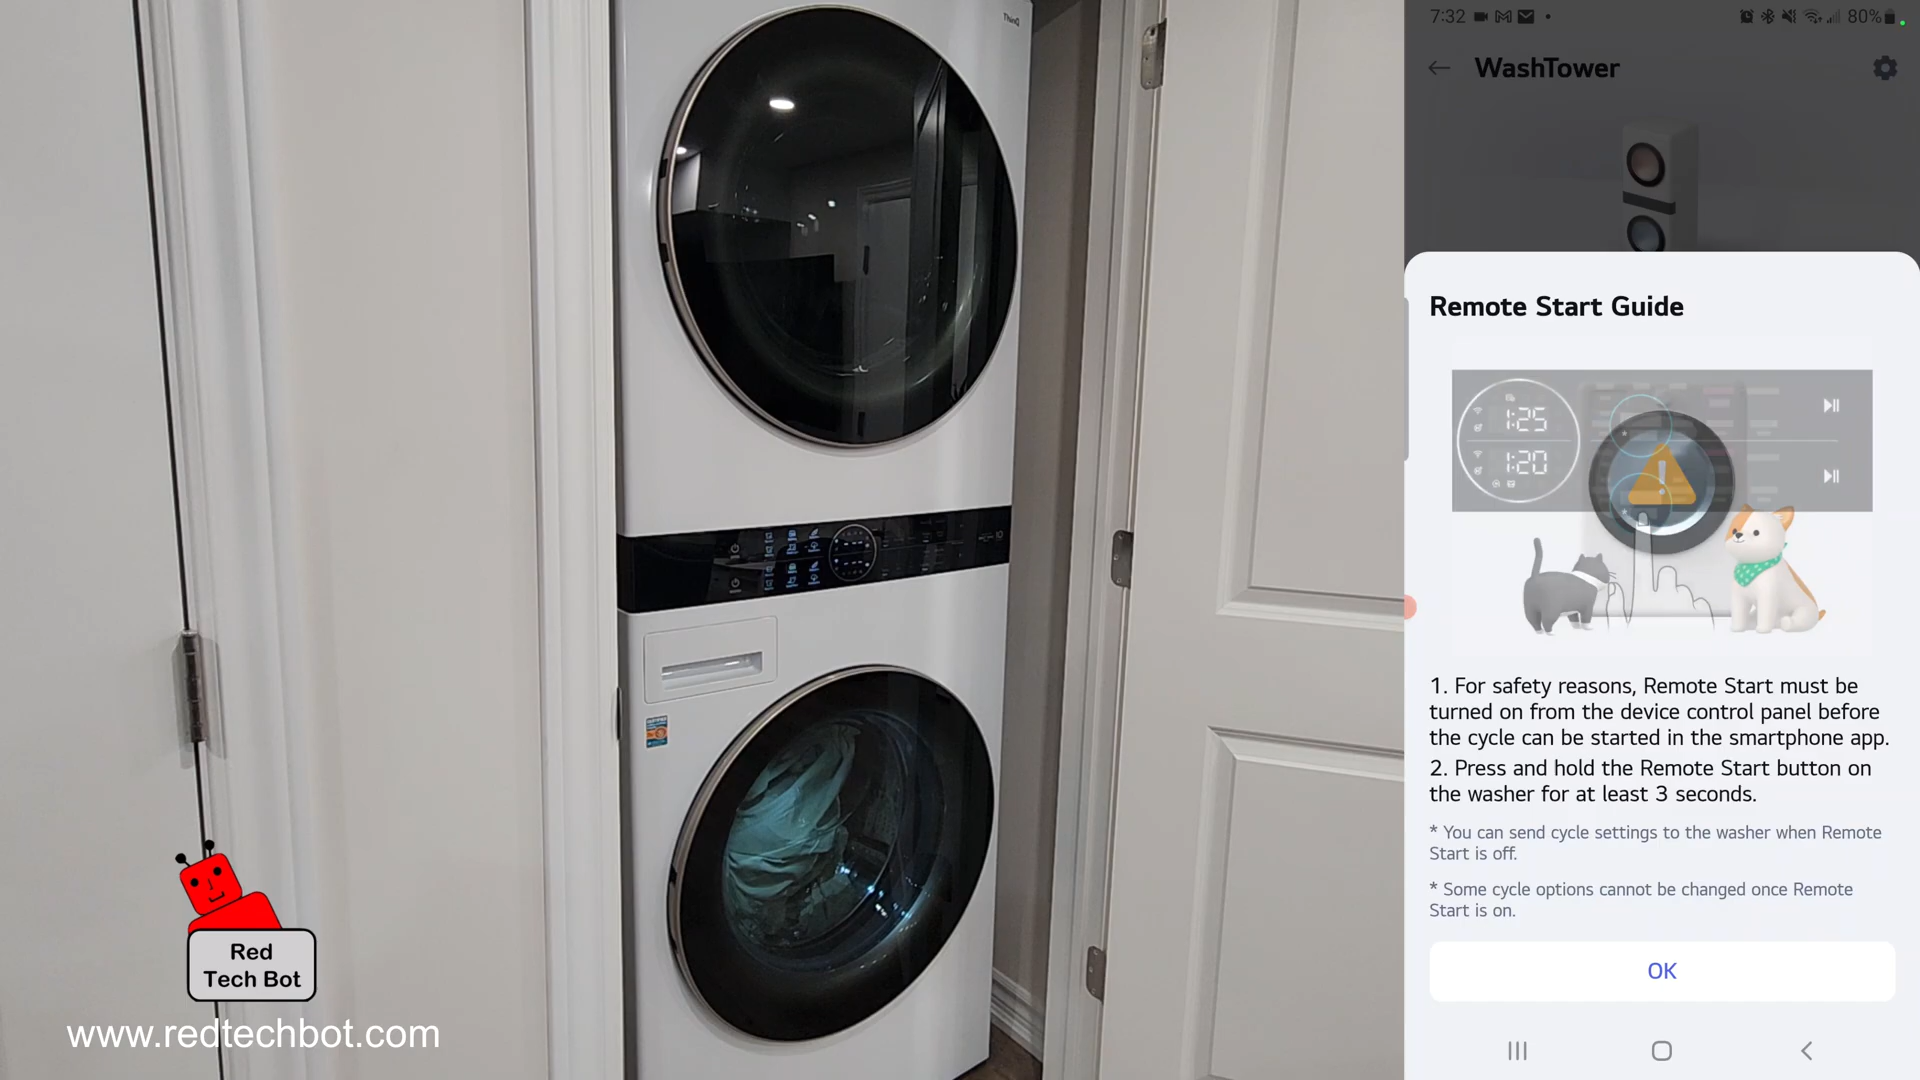 ThinQ
Red
Tech Bot
www.redtechbot.com
7:32
80%
WashTower
Remote Start Guide
1:25
1:20
1. For safety reasons, Remote Start must be
turned on from the device control panel before
the cycle can be started in the smartphone app.
2. Press and hold the Remote Start button on
the washer for at least 3 seconds.
* You can send cycle settings to the washer when Remote
Start is off.
* Some cycle options cannot be changed once Remote
Start is on.
OK